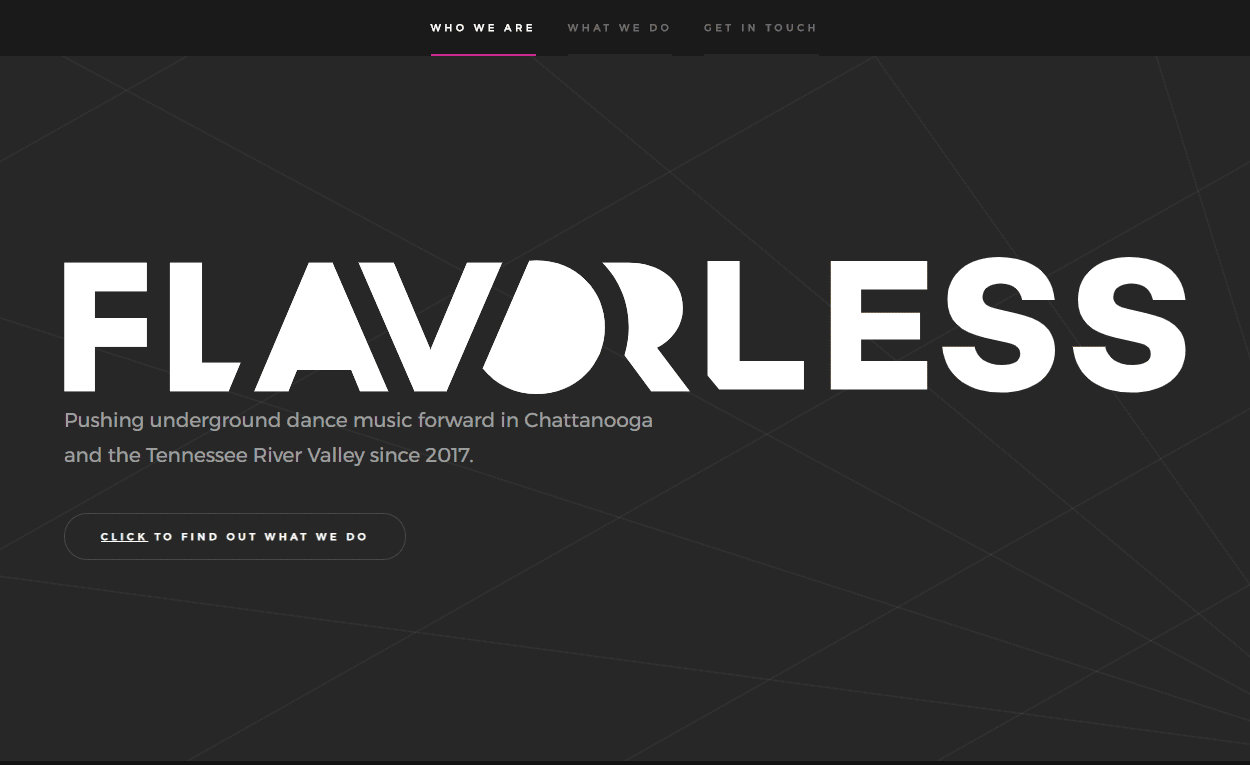 WHO WE ARE WHAT WE DO GET IN TOUCH
FLAVORLESS
Pushing underground dance music forward in Chattanooga
and the Tennessee River Valley since 2017.
CLICK TO FIND OUT WHAT WE DO